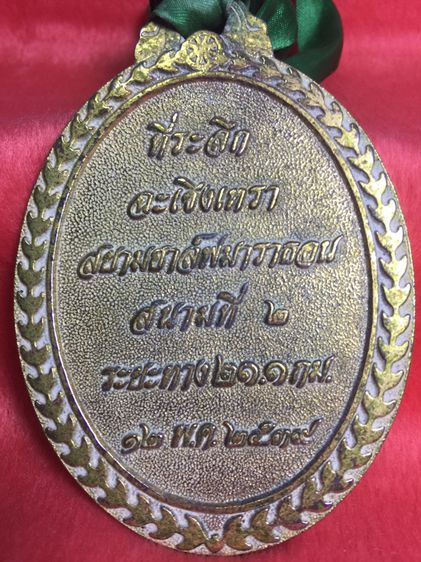 ที่ระลึก
ฉะเชิงเทรา
สยามฮาล์ฟมาราธอน
สนามที่ ๒
ระยะทาง๒๑.๑กม.
๑๒ พ.ค. ๒๕๓๙